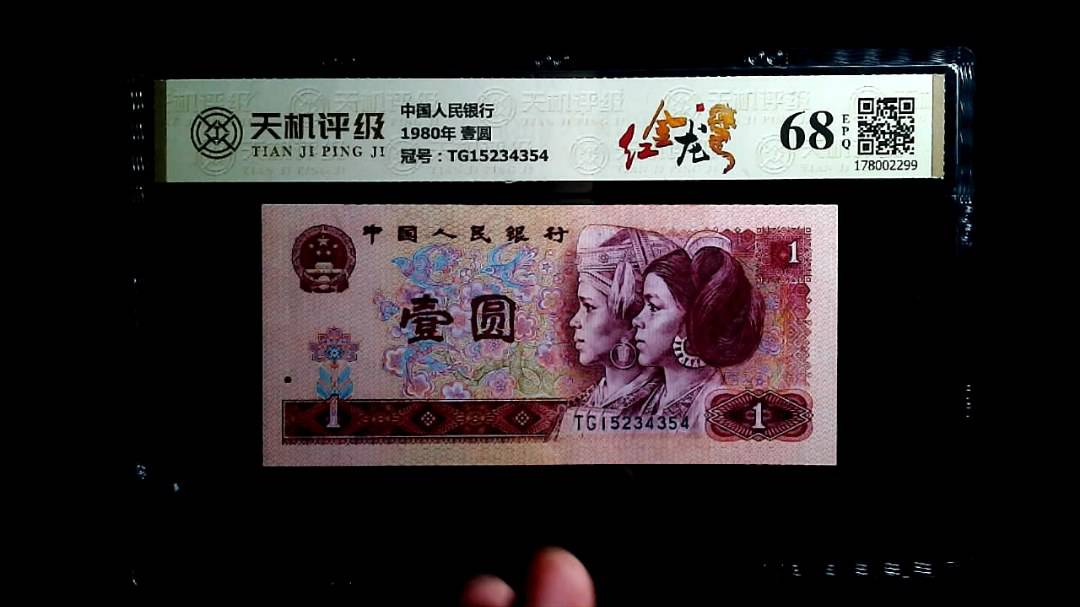 天机评级
TIAN JI PING JI
中国人民银行
1980年 壹圆
冠号：TG15234354
红金龙
68
EPQ
178002299
中国人民银行
1
壹圆
1
TG15234354
1